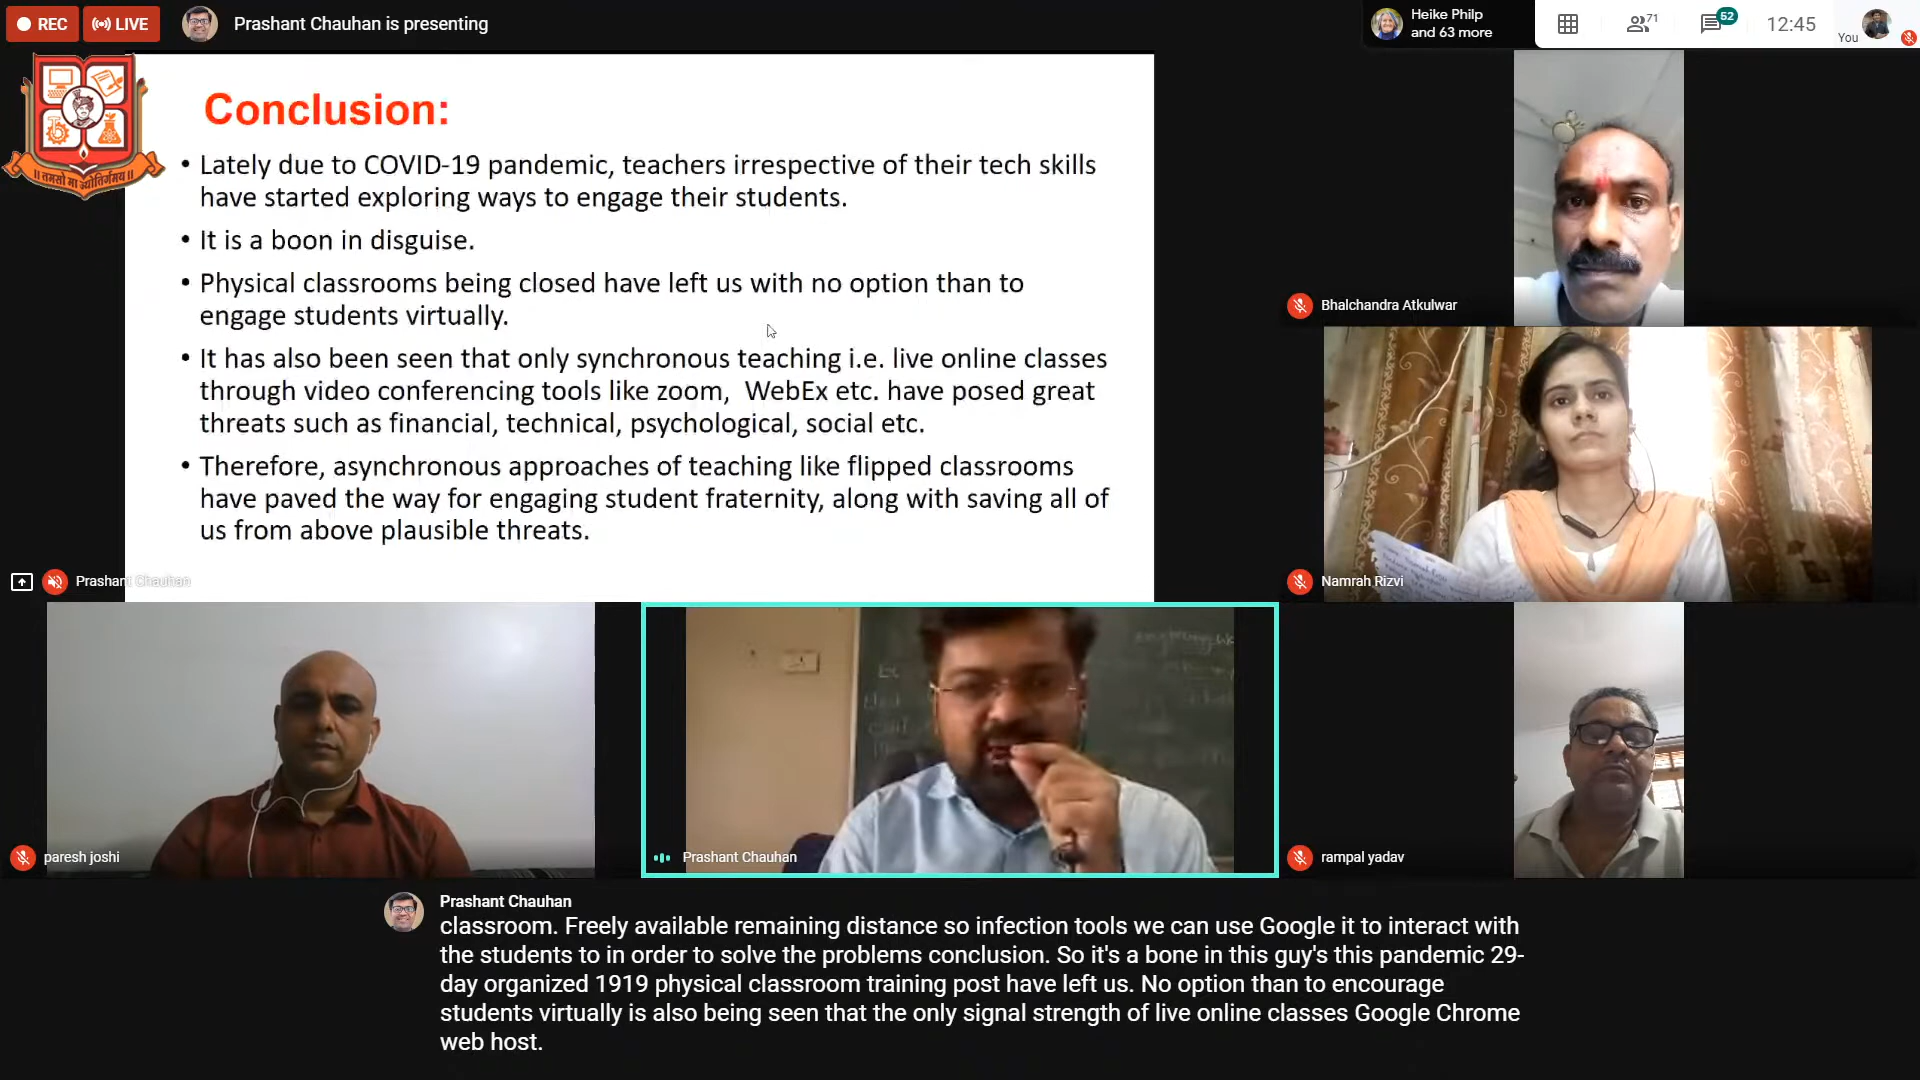 REC
LIVE
Prashant Chauhan is presenting
Heike Philp
and 63 more
71
52
12:45
You
॥ तमसो मा ज्योतिर्गमय ॥
Conclusion:
• Lately due to COVID-19 pandemic, teachers irrespective of their tech skills
have started exploring ways to engage their students.
• It is a boon in disguise.
• Physical classrooms being closed have left us with no option than to
engage students virtually.
• It has also been seen that only synchronous teaching i.e. live online classes
through video conferencing tools like zoom,  WebEx etc. have posed great
threats such as financial, technical, psychological, social etc.
• Therefore, asynchronous approaches of teaching like flipped classrooms
have paved the way for engaging student fraternity, along with saving all of
us from above plausible threats.
Prashant Chauhan
Bhalchandra Atkulwar
Namrah Rizvi
paresh joshi
Prashant Chauhan
rampal yadav
Prashant Chauhan
classroom. Freely available remaining distance so infection tools we can use Google it to interact with
the students to in order to solve the problems conclusion. So it's a bone in this guy's this pandemic 29-
day organized 1919 physical classroom training post have left us. No option than to encourage
students virtually is also being seen that the only signal strength of live online classes Google Chrome
web host.